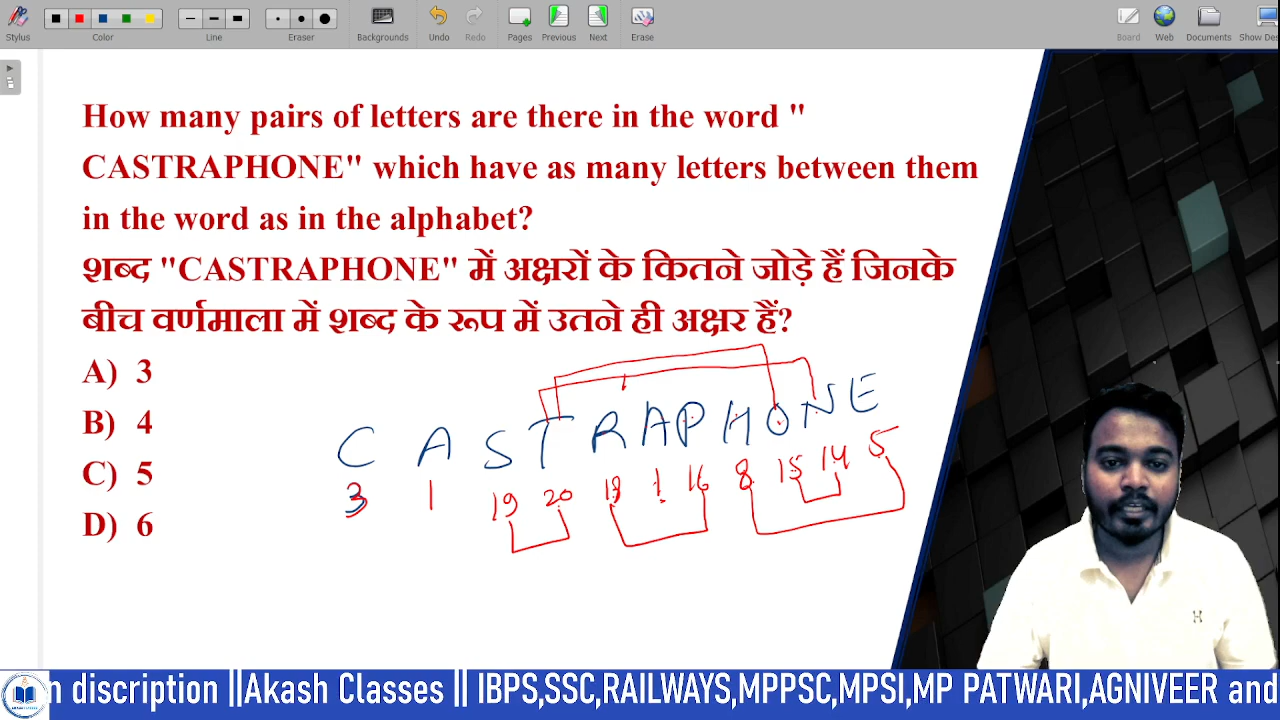 Stylus
Color
Line
Eraser
Backgrounds
Undo
Redo
Pages
Previous
Next
Erase
Board
Web
Documents
Show Des
How many pairs of letters are there in the word "
CASTRAPHONE" which have as many letters between them
in the word as in the alphabet?
शब्द "CASTRAPHONE" में अक्षरों के कितने जोड़े हैं जिनके
बीच वर्णमाला में शब्द के रूप में उतने ही अक्षर हैं?
A) 3
B) 4
C) 5
D) 6
C A S T R A P H O N E
3 1 19 20 18 1 16 8 15 14 5
H
n discription ||Akash Classes || IBPS,SSC,RAILWAYS,MPPSC,MPSI,MP PATWARI,AGNIVEER and